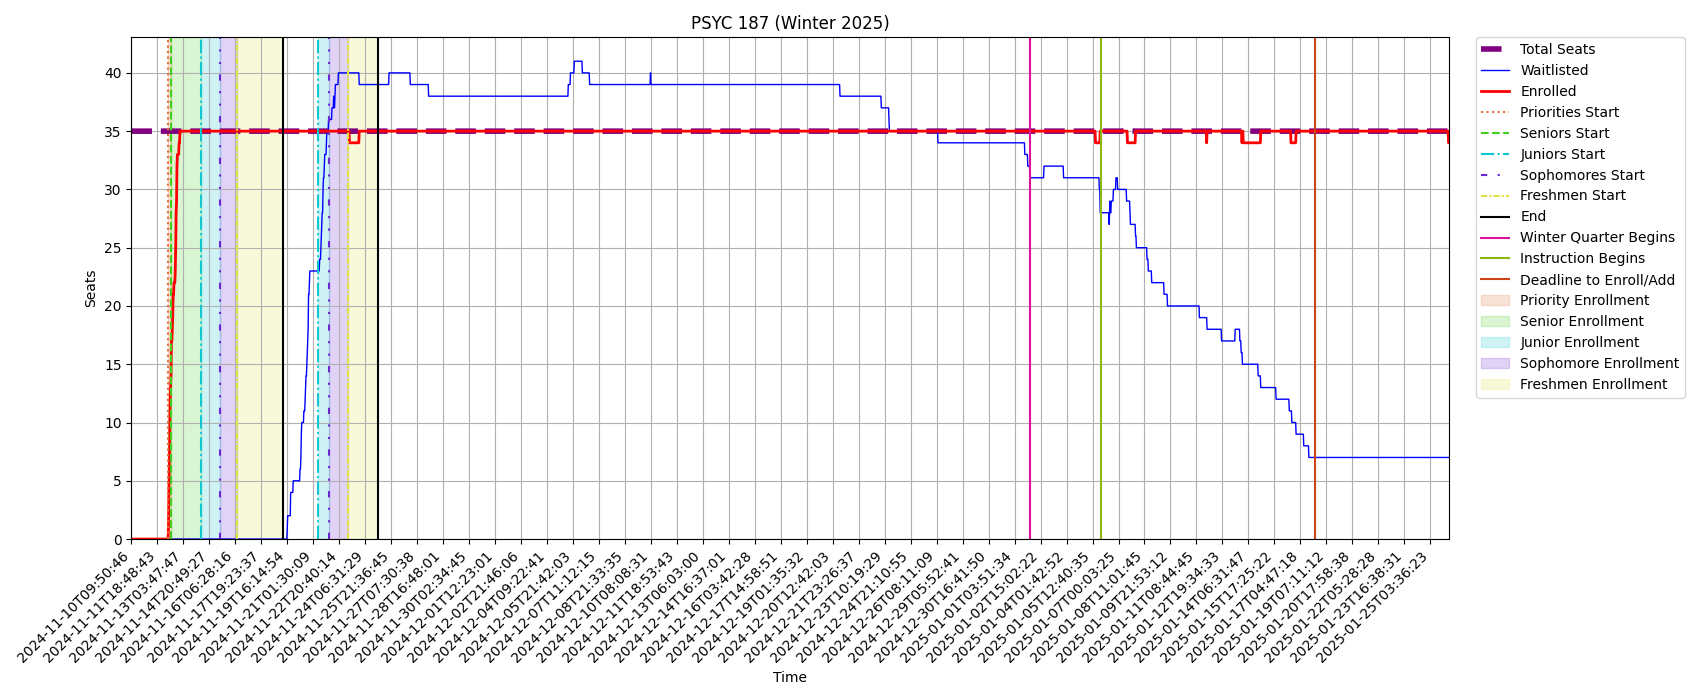 PSYC 187 (Winter 2025)
Seats
40
35
30
25
20
15
10
5
0
2024-11-10T09:50:46
2024-11-11T18:48:43
2024-11-13T03:47:47
2024-11-14T20:49:27
2024-11-16T06:28:16
2024-11-17T19:23:37
2024-11-19T16:14:54
2024-11-21T01:30:09
2024-11-22T20:40:14
2024-11-24T06:31:29
2024-11-25T21:36:45
2024-11-27T07:30:38
2024-11-28T16:48:01
2024-11-30T02:34:45
2024-12-01T12:23:01
2024-12-02T21:46:06
2024-12-04T09:22:41
2024-12-05T21:42:03
2024-12-07T11:12:15
2024-12-08T21:33:35
2024-12-10T08:08:31
2024-12-11T18:53:43
2024-12-13T06:03:00
2024-12-14T16:37:01
2024-12-16T03:42:28
2024-12-17T14:58:51
2024-12-19T01:35:32
2024-12-20T12:42:03
2024-12-21T23:26:37
2024-12-23T10:19:29
2024-12-24T21:10:55
2024-12-26T08:11:09
2024-12-29T05:52:41
2024-12-30T16:41:50
2025-01-01T03:51:34
2025-01-02T15:02:22
2025-01-04T01:42:52
2025-01-05T12:40:35
2025-01-07T00:03:25
2025-01-08T11:01:45
2025-01-09T21:53:12
2025-01-11T08:44:45
2025-01-12T19:34:33
2025-01-14T06:31:47
2025-01-15T17:25:22
2025-01-17T04:47:18
2025-01-19T07:11:12
2025-01-20T17:58:38
2025-01-22T05:28:28
2025-01-23T16:38:31
2025-01-25T03:36:23
Time
Total Seats
Waitlisted
Enrolled
Priorities Start
Seniors Start
Juniors Start
Sophomores Start
Freshmen Start
End
Winter Quarter Begins
Instruction Begins
Deadline to Enroll/Add
Priority Enrollment
Senior Enrollment
Junior Enrollment
Sophomore Enrollment
Freshmen Enrollment